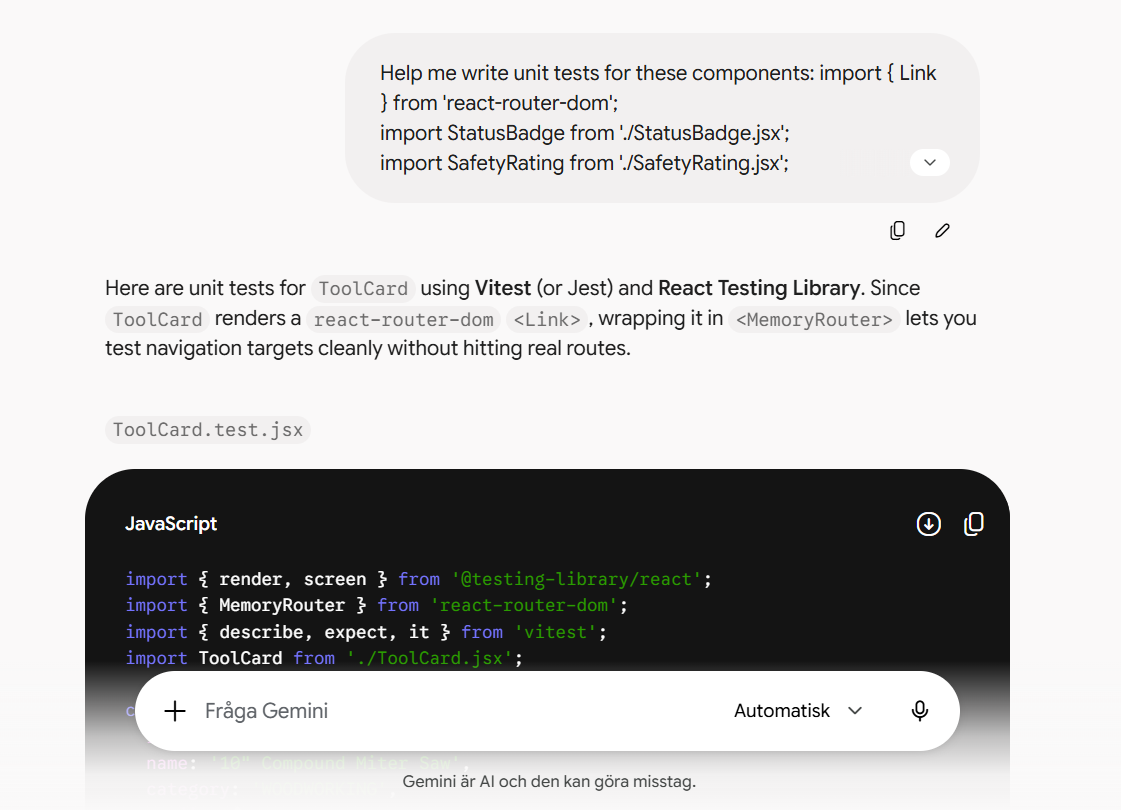 Help me write unit tests for these components: import { Link
} from 'react-router-dom';
import StatusBadge from './StatusBadge.jsx';
import SafetyRating from './SafetyRating.jsx';
Here are unit tests for ToolCard using Vitest (or Jest) and React Testing Library. Since
ToolCard renders a react-router-dom <Link>, wrapping it in <MemoryRouter> lets you
test navigation targets cleanly without hitting real routes.
ToolCard.test.jsx
JavaScript
import { render, screen } from '@testing-library/react';
import { MemoryRouter } from 'react-router-dom';
import { describe, expect, it } from 'vitest';
import ToolCard from './ToolCard.jsx';
c
Fråga Gemini
Automatisk
name: '10" Compound Miter Saw',
Gemini är AI och den kan göra misstag.
category: